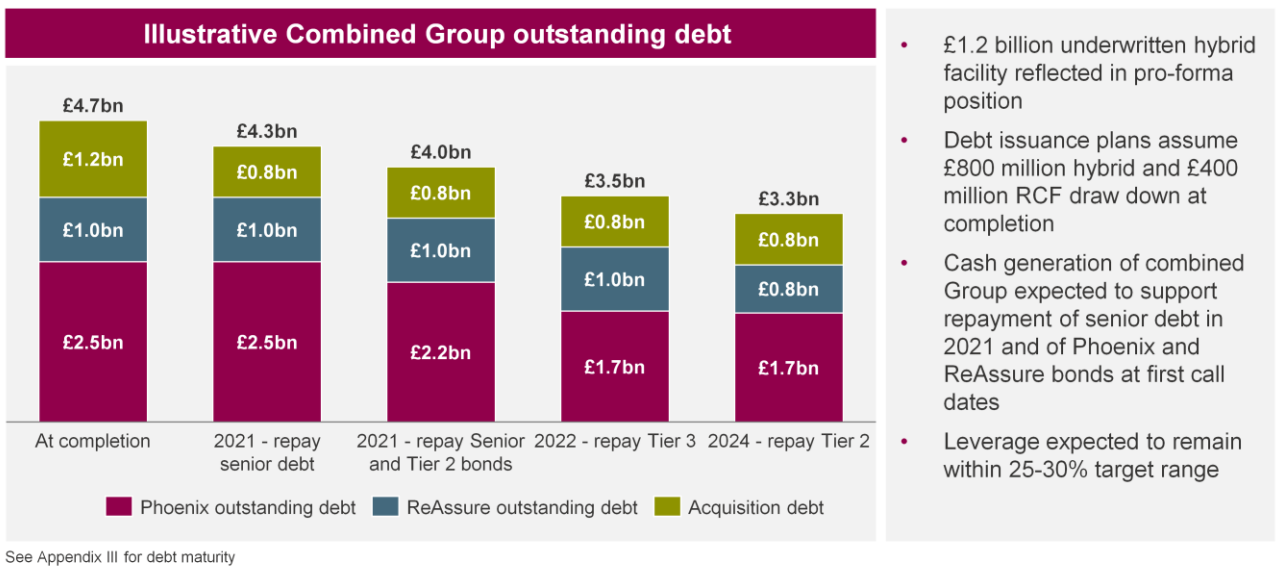 Illustrative Combined Group outstanding debt
£4.7bn
£1.2bn
£1.0bn
£2.5bn
£4.3bn
£0.8bn
£1.0bn
£2.5bn
£4.0bn
£0.8bn
£1.0bn
£2.2bn
£3.5bn
£0.8bn
£1.0bn
£1.7bn
£3.3bn
£0.8bn
£0.8bn
£1.7bn
At completion
2021 - repay
senior debt
2021 - repay Senior
and Tier 2 bonds
2022 - repay Tier 3
2024 - repay Tier 2
Phoenix outstanding debt
ReAssure outstanding debt
Acquisition debt
• £1.2 billion underwritten hybrid
facility reflected in pro-forma
position
• Debt issuance plans assume
£800 million hybrid and £400
million RCF draw down at
completion
• Cash generation of combined
Group expected to support
repayment of senior debt in
2021 and of Phoenix and
ReAssure bonds at first call
dates
• Leverage expected to remain
within 25-30% target range
See Appendix III for debt maturity